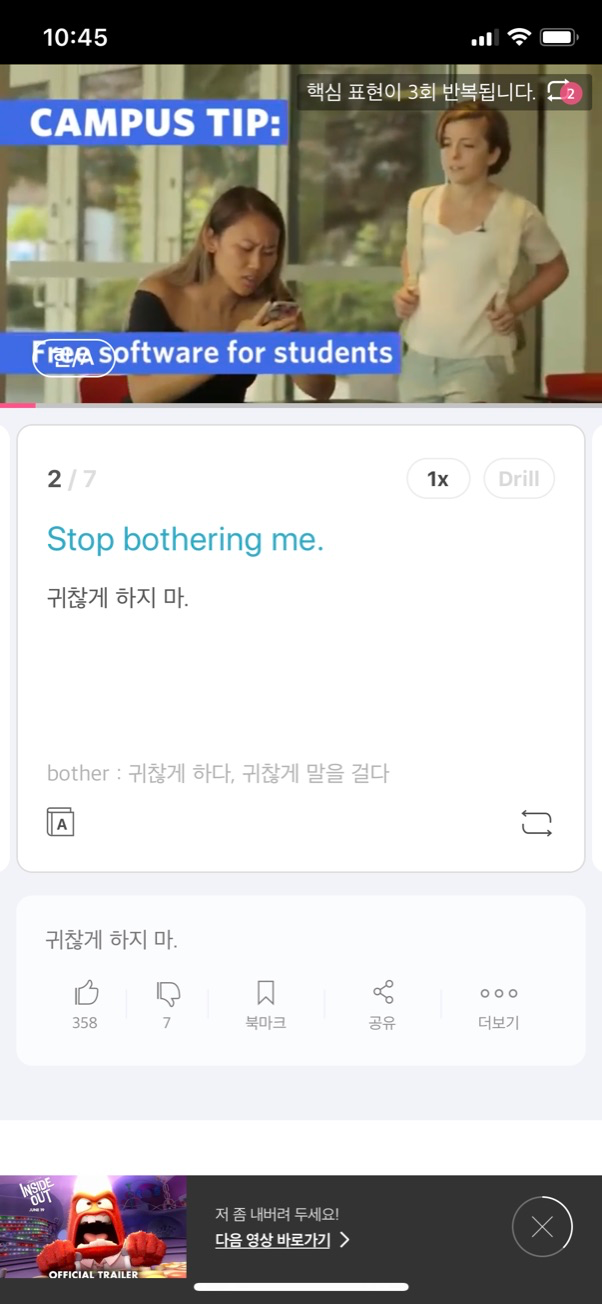 10:45
핵심 표현이 3회 반복됩니다. 2
CAMPUS TIP:
Free software for students
한/A
2 / 7
1x
Drill
Stop bothering me.
귀찮게 하지 마.
bother : 귀찮게 하다, 귀찮게 말을 걸다
A
귀찮게 하지 마.
358
7
북마크
공유
더보기
INSIDE
OUT
JUNE 19
OFFICIAL TRAILER
저 좀 내버려 두세요!
다음 영상 바로가기